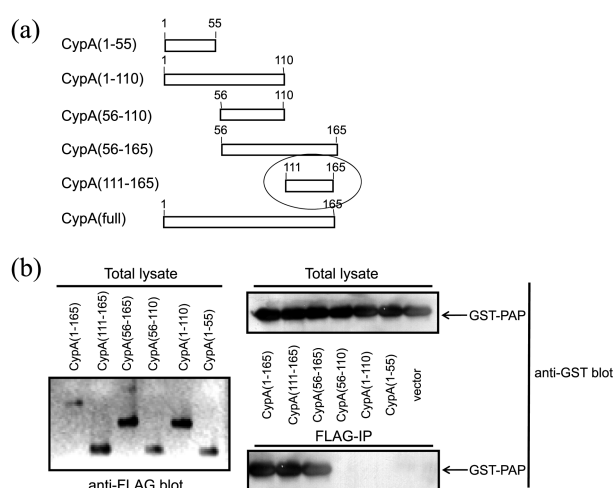 (a)
1 55
CypA(1-55)
1 110
CypA(1-110)
56 110
CypA(56-110)
56 165
CypA(56-165)
111 165
CypA(111-165)
1 165
CypA(full)
(b)
Total lysate
CypA(1-165)
CypA(111-165)
CypA(56-165)
CypA(56-110)
CypA(1-110)
CypA(1-55)
anti-FLAG blot
Total lysate
GST-PAP
CypA(1-165)
CypA(111-165)
CypA(56-165)
CypA(56-110)
CypA(1-110)
CypA(1-55)
vector
FLAG-IP
GST-PAP
anti-GST blot